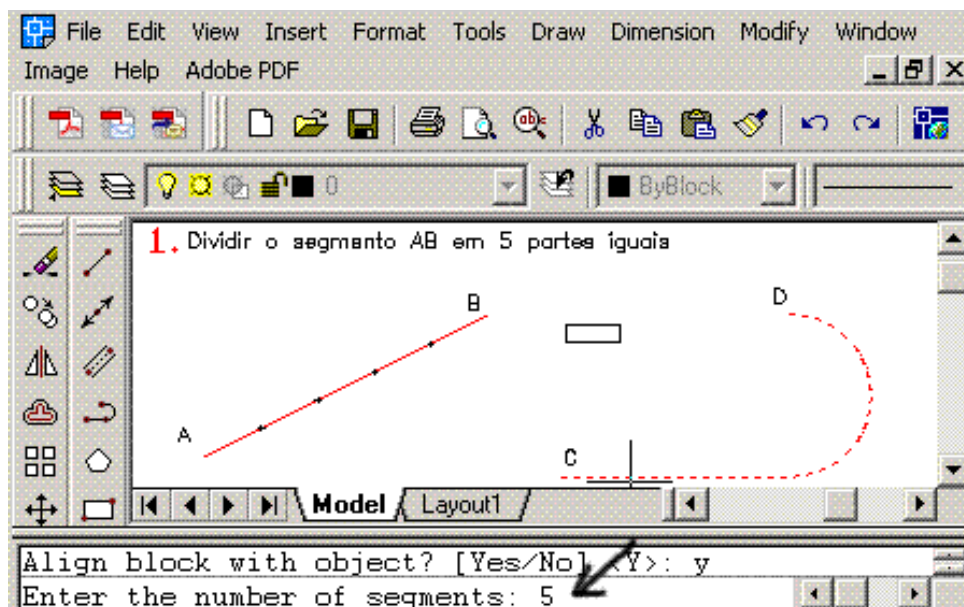 File Edit View Insert Format Tools Draw Dimension Modify Window
Image Help Adobe PDF
0
ByBlock
1. Dividir o segmento AB em 5 partes iguais
B
D
A
C
Model Layout1
Align block with object? [Yes/No] <Y>: y
Enter the number of segments: 5